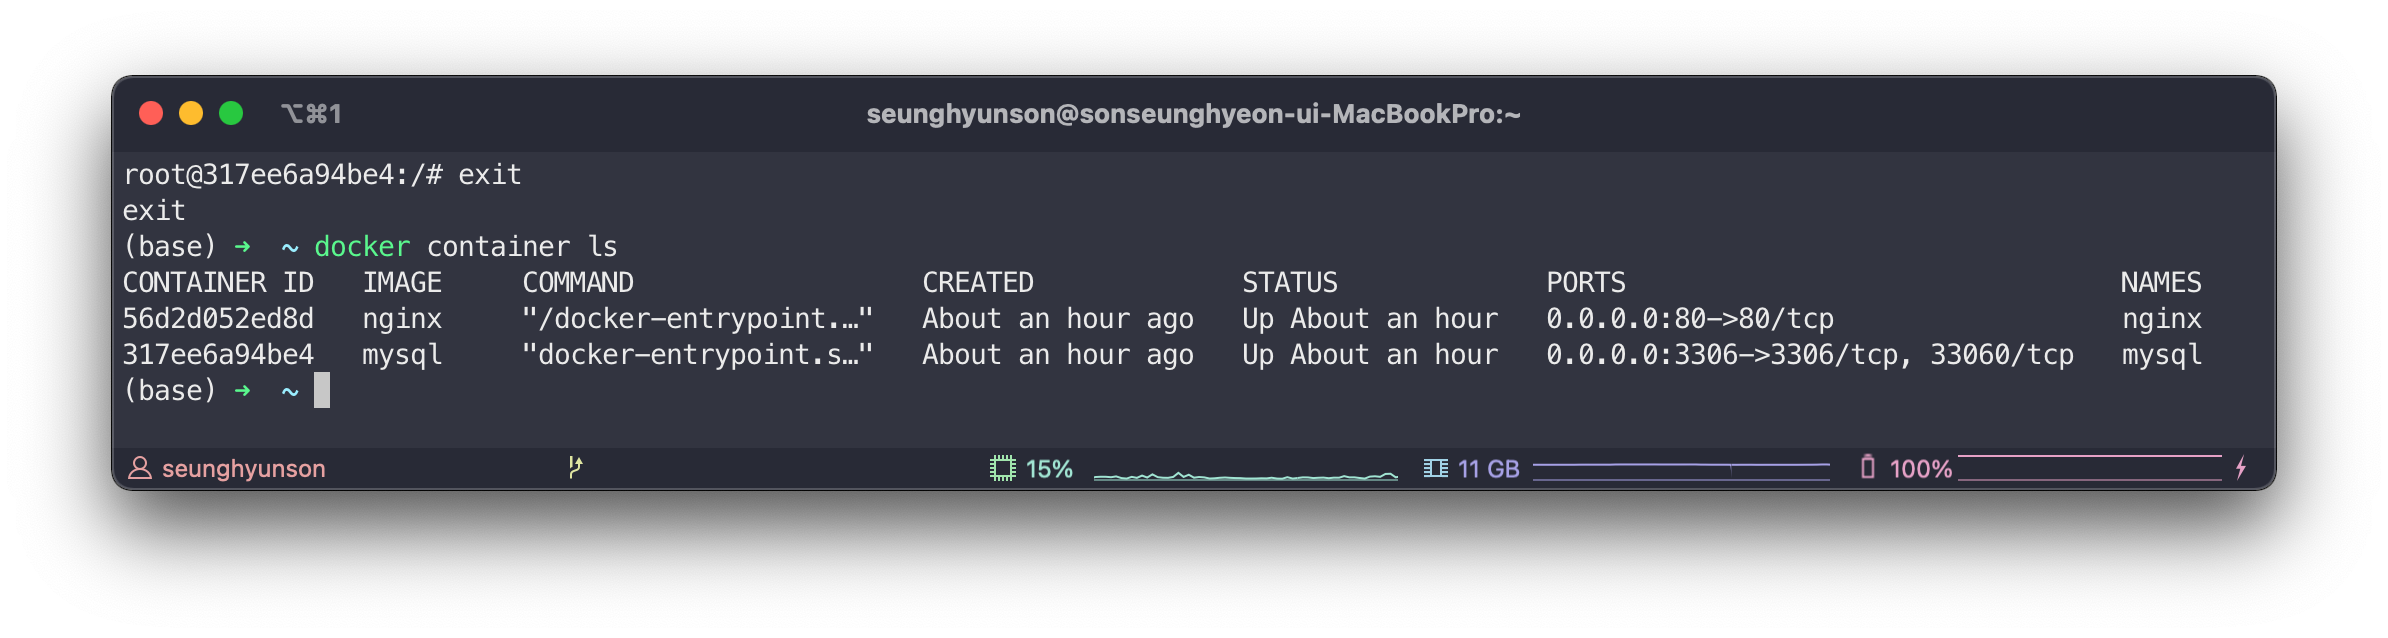 ⌥⌘1 seunghyunson@sonseunghyeon-ui-MacBookPro:~
root@317ee6a94be4:/# exit
exit
(base) ➜  ~ docker container ls
CONTAINER ID   IMAGE     COMMAND                  CREATED             STATUS             PORTS                               NAMES
56d2d052ed8d   nginx     "/docker-entrypoint.…"   About an hour ago   Up About an hour   0.0.0.0:80->80/tcp                  nginx
317ee6a94be4   mysql     "docker-entrypoint.s…"   About an hour ago   Up About an hour   0.0.0.0:3306->3306/tcp, 33060/tcp   mysql
(base) ➜  ~
seunghyunson 15% 11 GB 100%